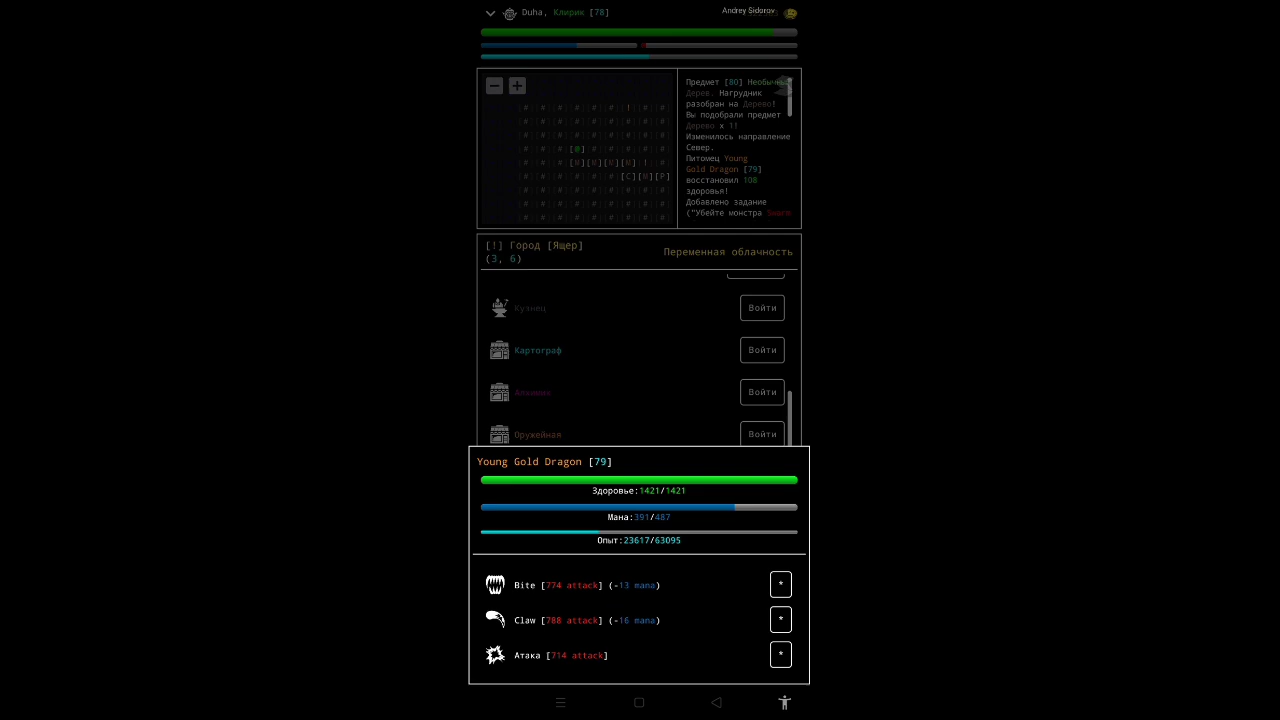 Duha, Клирик [78]
Andrey Sidorov
Предмет [80] Необычный
Дерев. Нагрудник
разобран на Дерево!
Вы подобрали предмет
Дерево x 1!
Изменилось направление
Север.
Питомец Young
Gold Dragon [79]
восстановил 108
здоровья!
Добавлено задание
("Убейте монстра
− +
# # # # # # ! # #
# # # # # # # # #
# # # # # # # # #
# # # [@] # # # # #
# # # [M][M][M][M] ! #
# # # # # # [C][M][P]
# # # # # # # # #
# # # # # # # # #
# # # # # # # # #
[!] Город [Ящер]
(3, 6)
Переменная облачность
Кузнец Войти
Картограф Войти
Войти
Оружейная Войти
Young Gold Dragon [79]
Здоровье:1421/1421
Мана:391/487
Опыт:23617/63095
Bite [774 attack] (-13 mana) *
Claw [788 attack] (-16 mana) *
Атака [714 attack] *